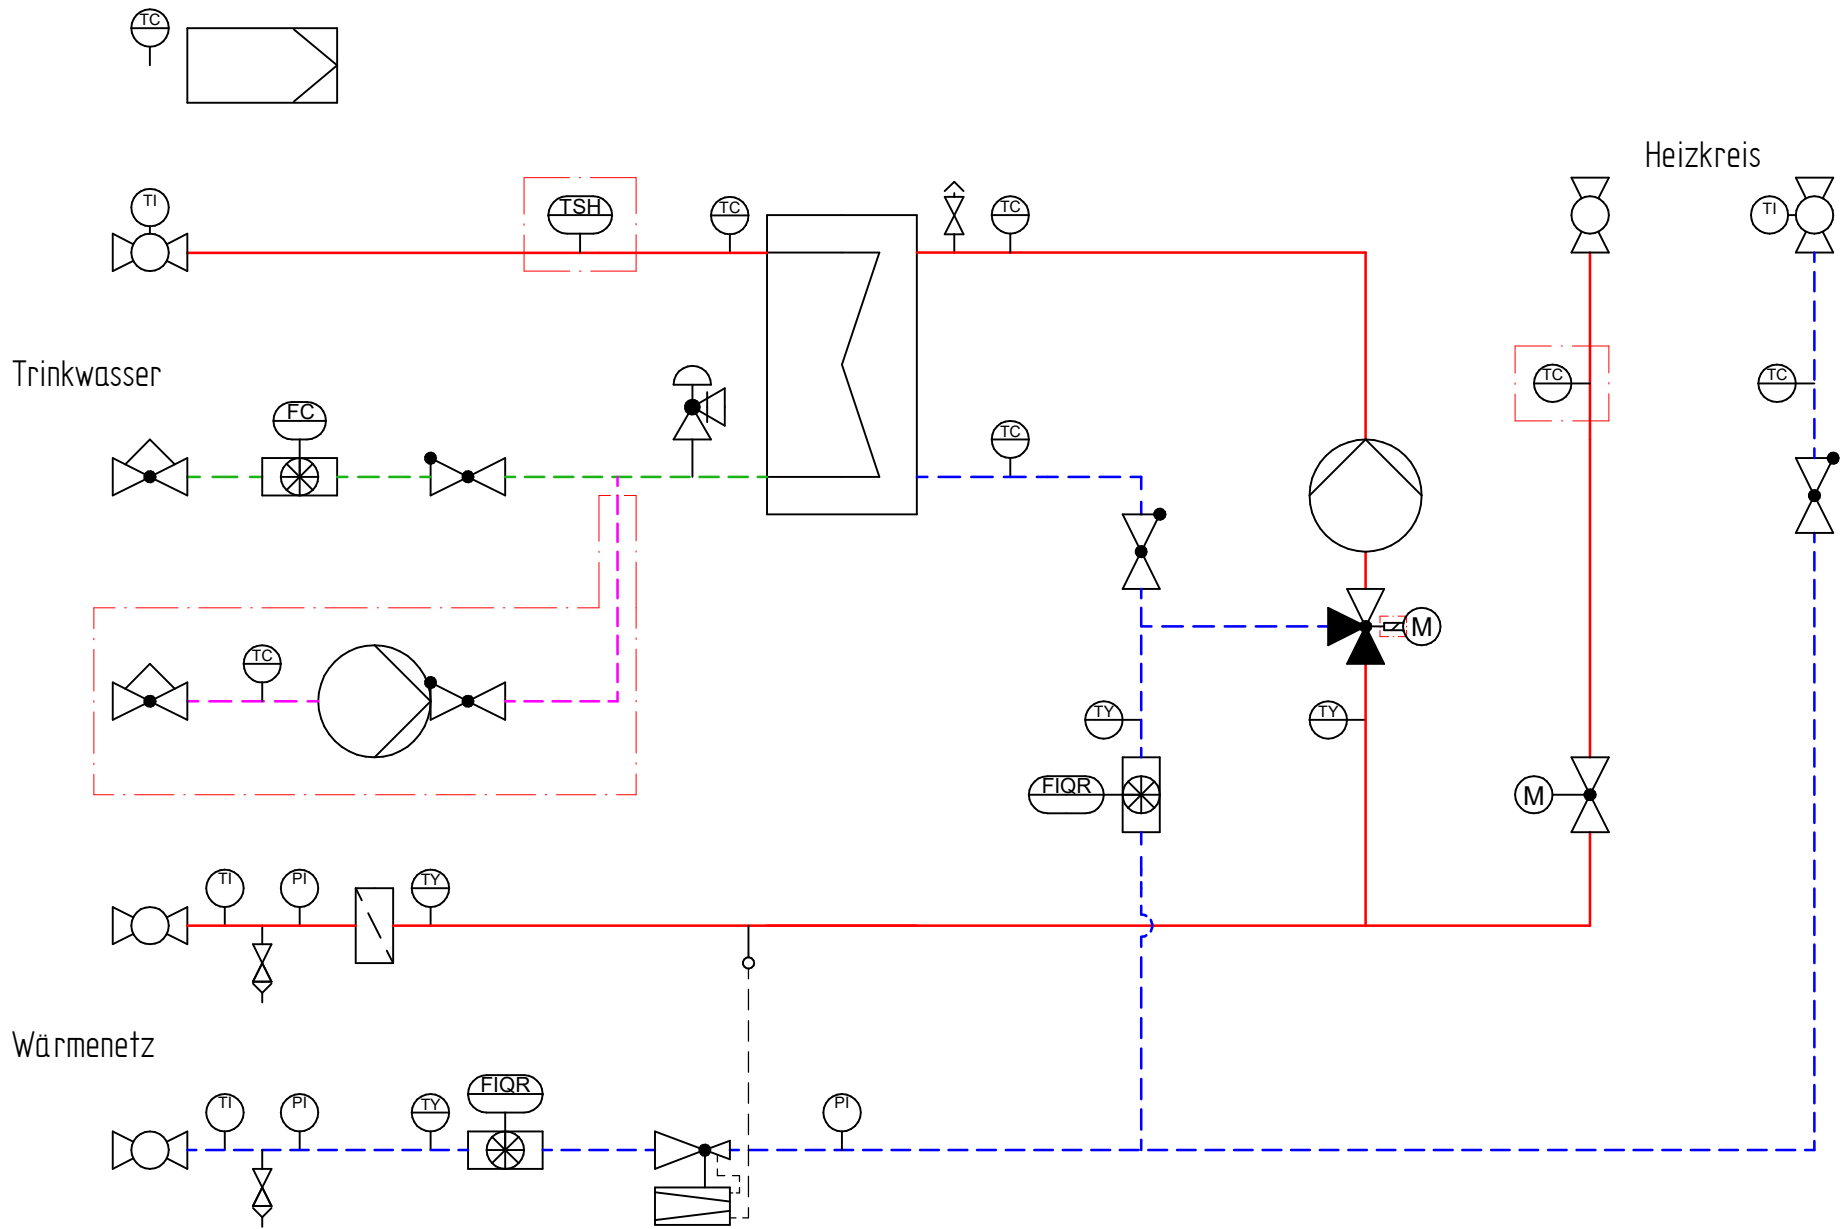 TC
Heizkreis
TI
TSH
TC
TC
TI
Trinkwasser
TC
TC
FC
TC
M
TC
TY
TY
FIQR
M
TI
PI
TY
Wärmenetz
FIQR
TI
PI
TY
PI